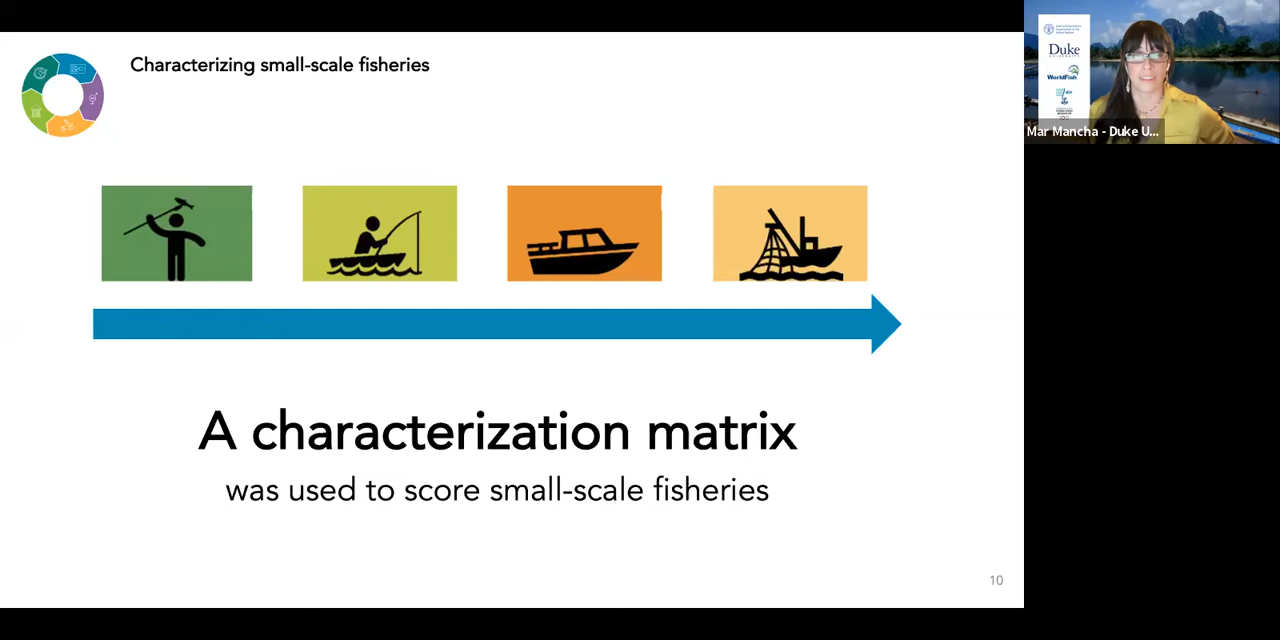 Characterizing small-scale fisheries
A characterization matrix
was used to score small-scale fisheries
10
Duke
WorldFish
Mar Mancha - Duke U...